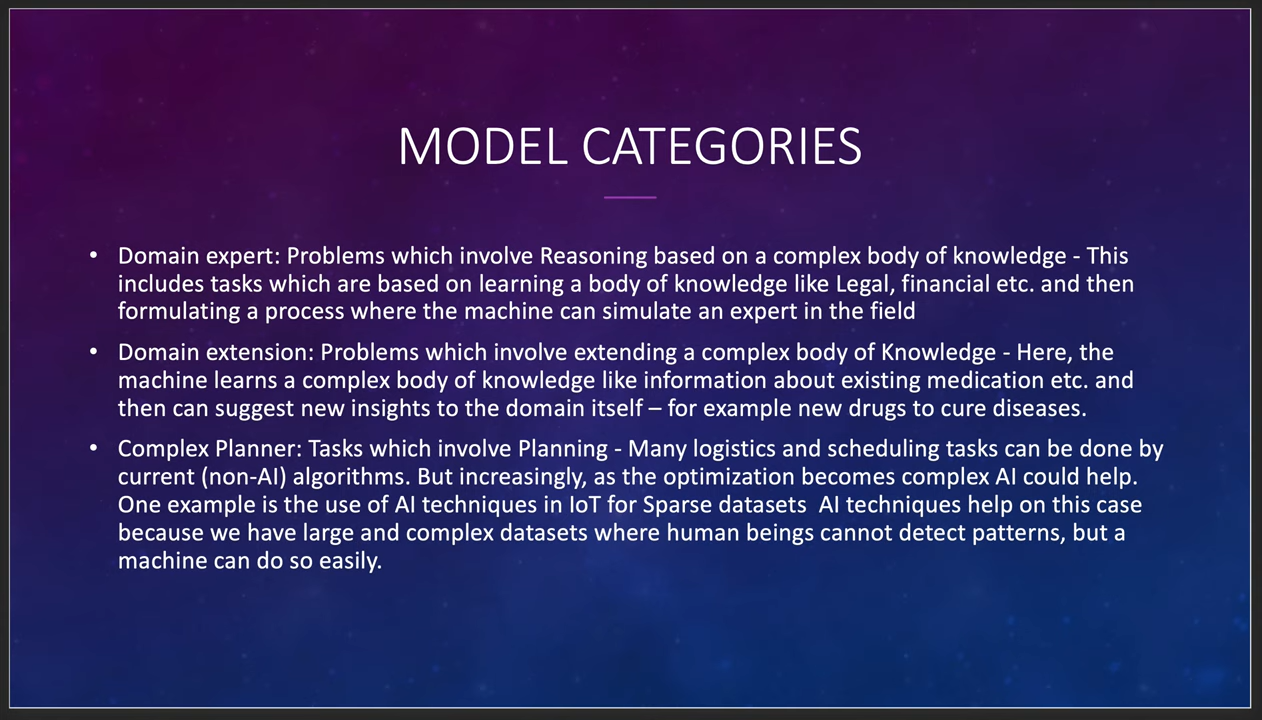 MODEL CATEGORIES
• Domain expert: Problems which involve Reasoning based on a complex body of knowledge - This
includes tasks which are based on learning a body of knowledge like Legal, financial etc. and then
formulating a process where the machine can simulate an expert in the field
• Domain extension: Problems which involve extending a complex body of Knowledge - Here, the
machine learns a complex body of knowledge like information about existing medication etc. and
then can suggest new insights to the domain itself – for example new drugs to cure diseases.
• Complex Planner: Tasks which involve Planning - Many logistics and scheduling tasks can be done by
current (non-AI) algorithms. But increasingly, as the optimization becomes complex AI could help.
One example is the use of AI techniques in IoT for Sparse datasets  AI techniques help on this case
because we have large and complex datasets where human beings cannot detect patterns, but a
machine can do so easily.